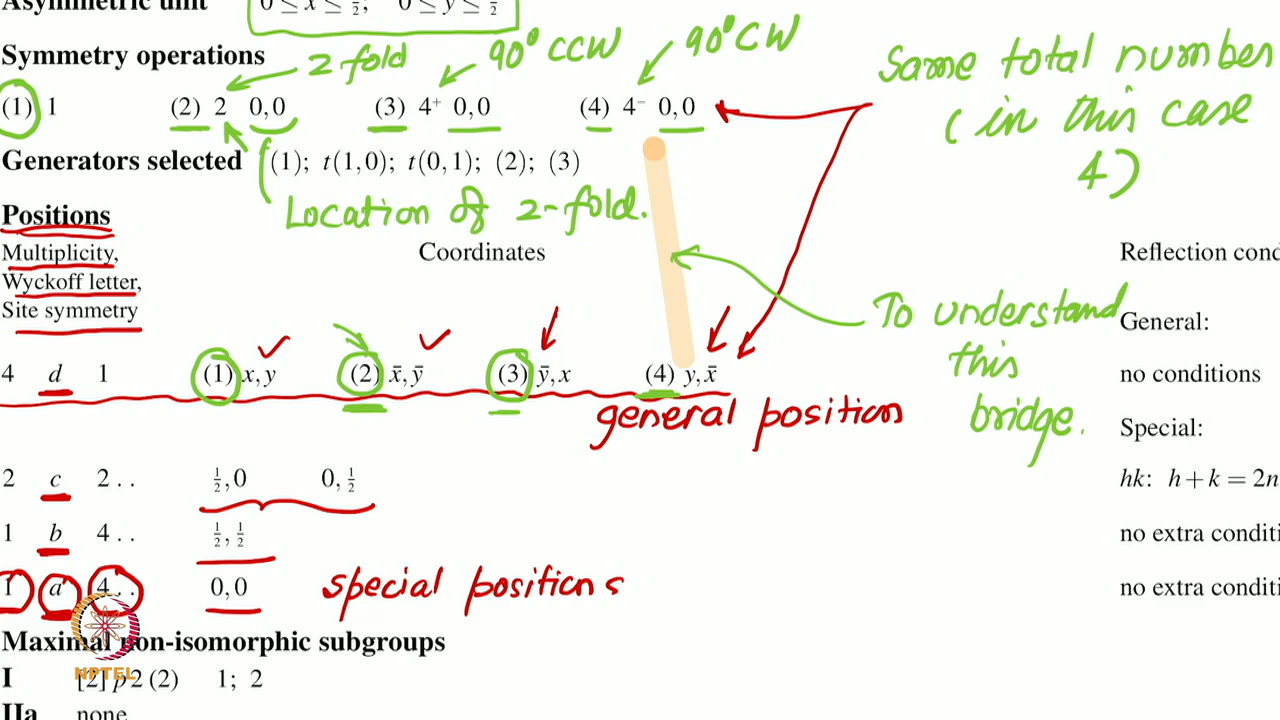 Asymmetric unit 0 ≤ x ≤ ½; 0 ≤ y ≤ ½
Symmetry operations
2 fold
90° CCW
90° CW
Same total number
(in this case
4)
(1) 1 (2) 2 0,0 (3) 4⁺ 0,0 (4) 4⁻ 0,0
Generators selected (1); t(1,0); t(0,1); (2); (3)
Location of 2-fold.
Positions
Multiplicity, Coordinates Reflection
Wyckoff letter,
Site symmetry
To understand
this
bridge.
General:
4 d 1 (1) x,y (2) x̄,ȳ (3) ȳ,x (4) y,x̄ no conditions
general position
Special:
2 c 2 . . ½,0 0,½ hk: h + k = 2n
1 b 4 . . ½,½ no extra
1 a 4 . . 0,0 no extra
special positions
Maximal non-isomorphic subgroups
NPTEL
I [2] p2 (2) 1; 2
IIa none